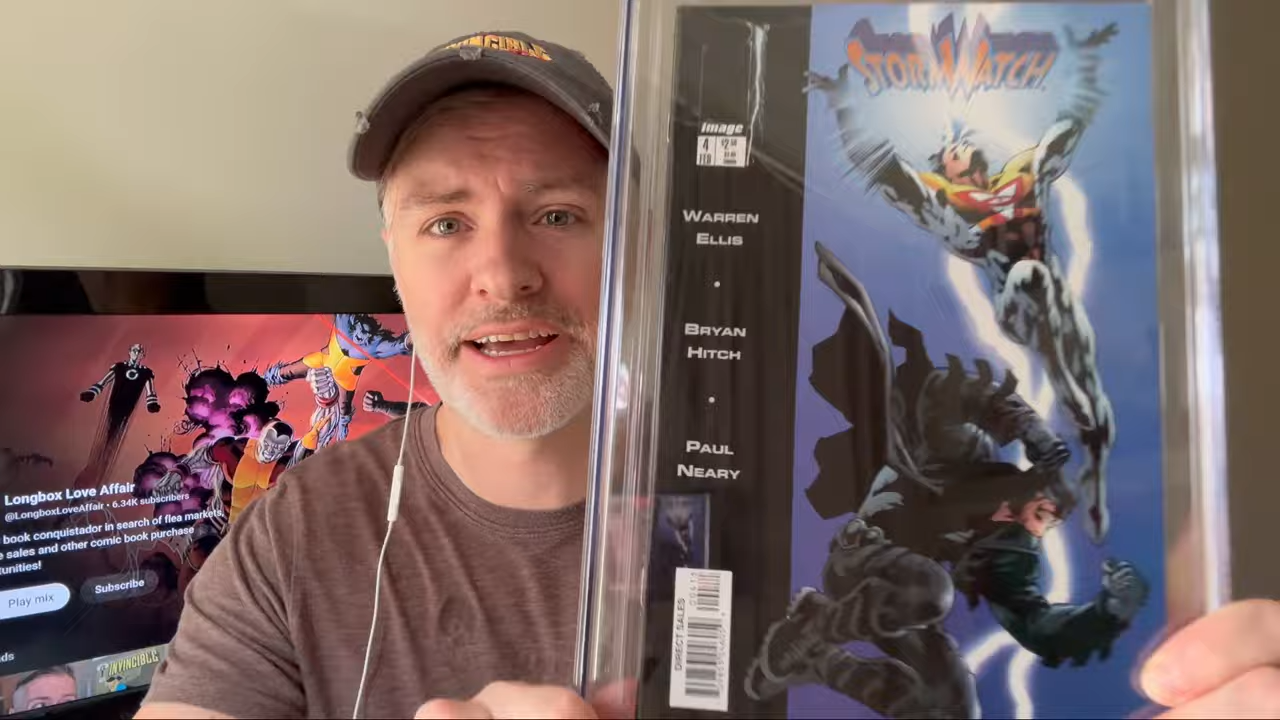 INVINCIBLE
STORMWATCH
image
4
FEB
WARREN
ELLIS
BRYAN
HITCH
PAUL
NEARY
DIRECT SALES
Longbox Love Affair
@LongboxLoveAffair • 6.34K subscribers
book conquistador in search of flea markets,
sales and other comic book purchase
Play mix
Subscribe
INVINCIBLE